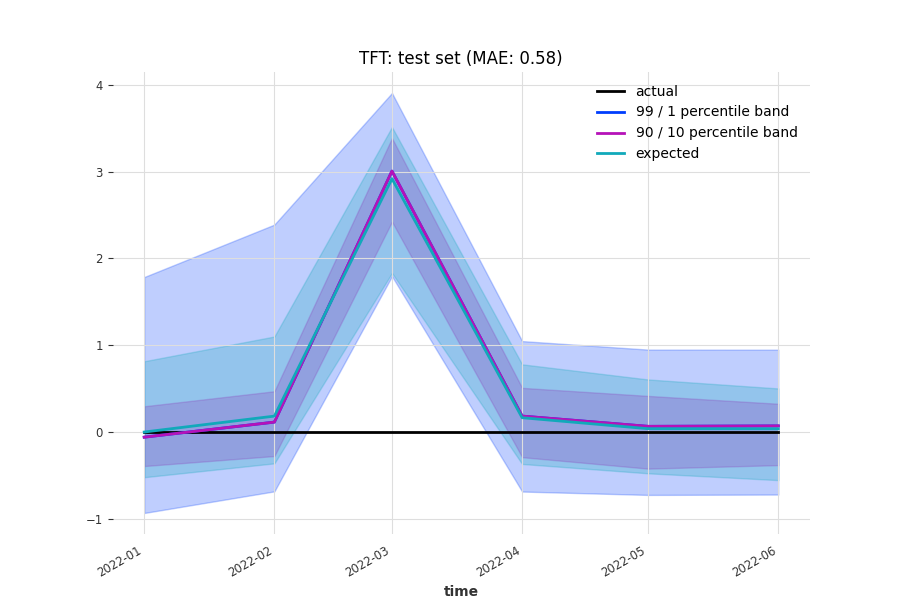 TFT: test set (MAE: 0.58)
actual
99 / 1 percentile band
90 / 10 percentile band
expected
4
3
2
1
0
−1
2022-01
2022-02
2022-03
2022-04
2022-05
2022-06
time